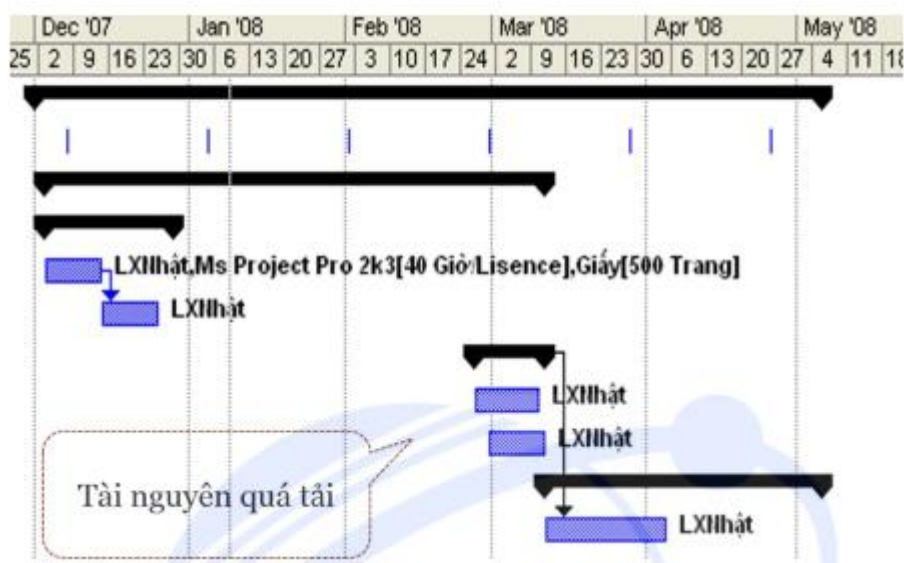 Dec '07 Jan '08 Feb '08 Mar '08 Apr '08 May '08
25 2 9 16 23 30 6 13 20 27 3 10 17 24 2 9 16 23 30 6 13 20 27 4 11 18
LXNhật,Ms Project Pro 2k3[40 Giờ/Lisence],Giấy[500 Trang]
LXNhật
LXNhật
LXNhật
Tài nguyên quá tải
LXNhật